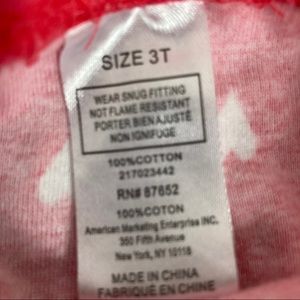 SIZE 3T
WEAR SNUG FITTING
NOT FLAME RESISTANT
PORTER BIEN AJUSTÉ
NON IGNIFUGE
100%COTTON
217023442
RN# 87652
100%COTON
American Marketing Enterprises INC.
350 Fifth Avenue
New York, NY 10118
MADE IN CHINA
FABRIQUÉ EN CHINE